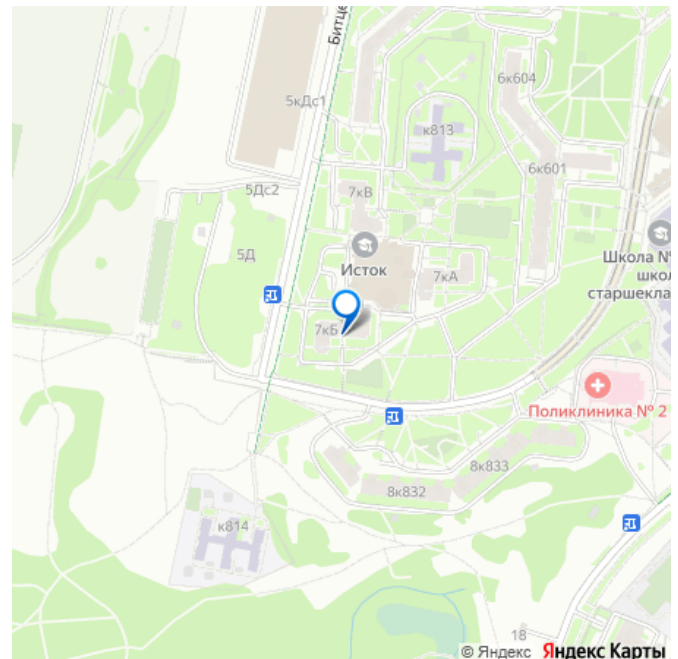 Битце
6к604
5кДс1
к813
6к601
5Дс2
7кВ
5Д
Исток
7кА
Школа №
школ
старшекла
7кБ
Поликлиника № 2
8к833
8к832
к814
18
© Яндекс Яндекс Карты